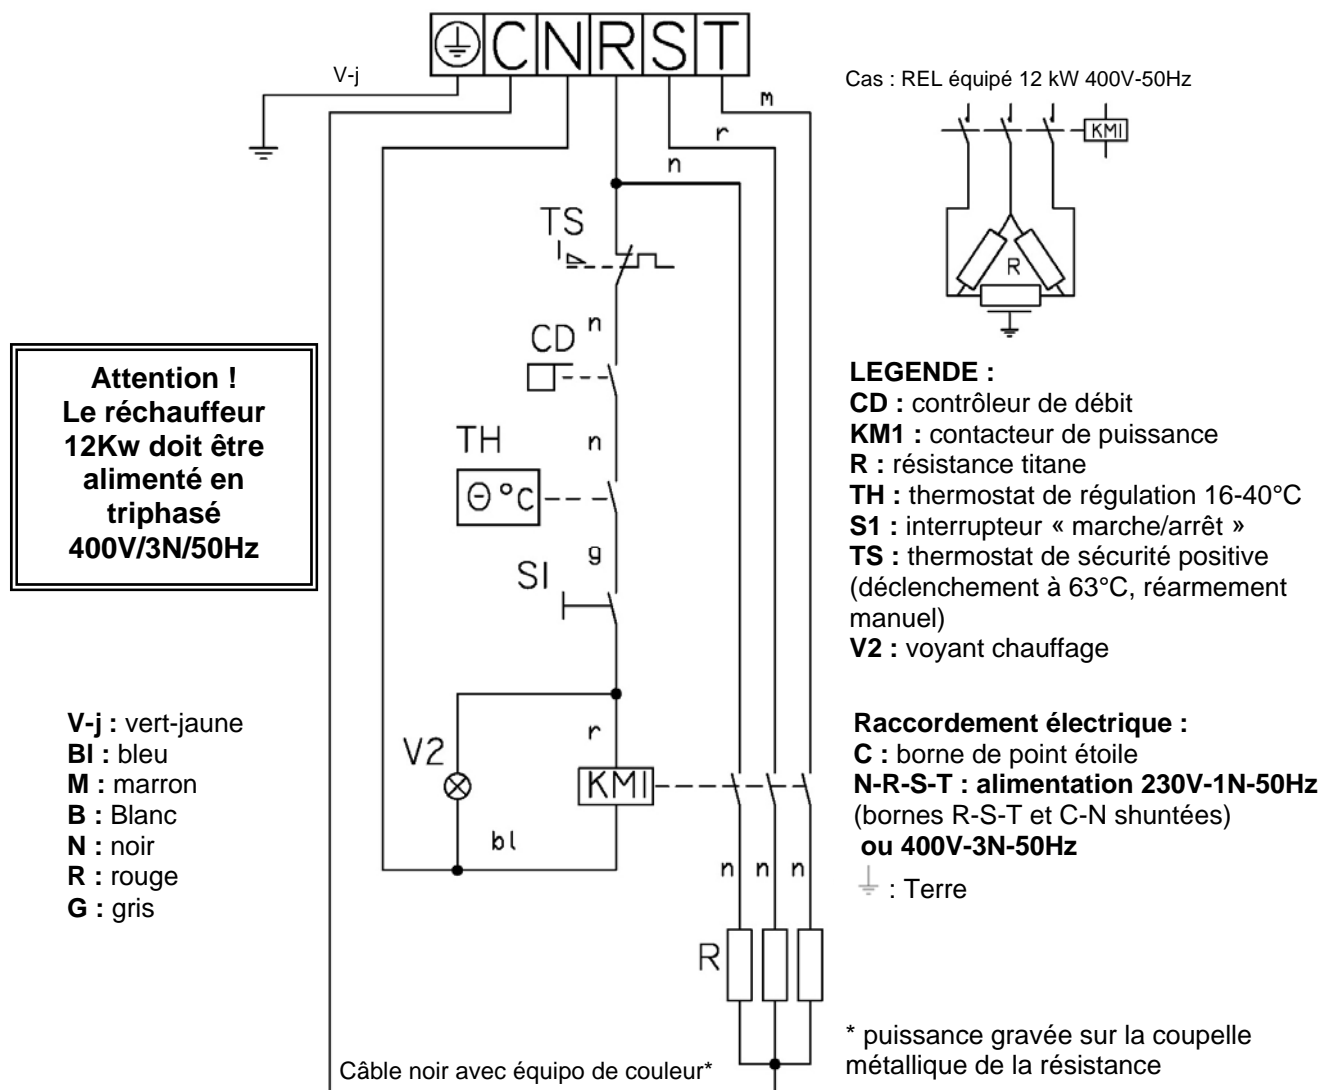 C N R S T
V-j
m
r
n
Cas : REL équipé 12 kW 400V-50Hz
KM1
R
TS
n
CD
n
TH
Θ °C
g
S1
r
V2
KM1
bl
n n n
R
Attention !
Le réchauffeur
12Kw doit être
alimenté en
triphasé
400V/3N/50Hz
LEGENDE :
CD : contrôleur de débit
KM1 : contacteur de puissance
R : résistance titane
TH : thermostat de régulation 16-40°C
S1 : interrupteur « marche/arrêt »
TS : thermostat de sécurité positive
(déclenchement à 63°C, réarmement
manuel)
V2 : voyant chauffage
V-j : vert-jaune
Bl : bleu
M : marron
B : Blanc
N : noir
R : rouge
G : gris
Raccordement électrique :
C : borne de point étoile
N-R-S-T : alimentation 230V-1N-50Hz
(bornes R-S-T et C-N shuntées)
ou 400V-3N-50Hz
: Terre
Câble noir avec équipo de couleur*
* puissance gravée sur la coupelle
métallique de la résistance